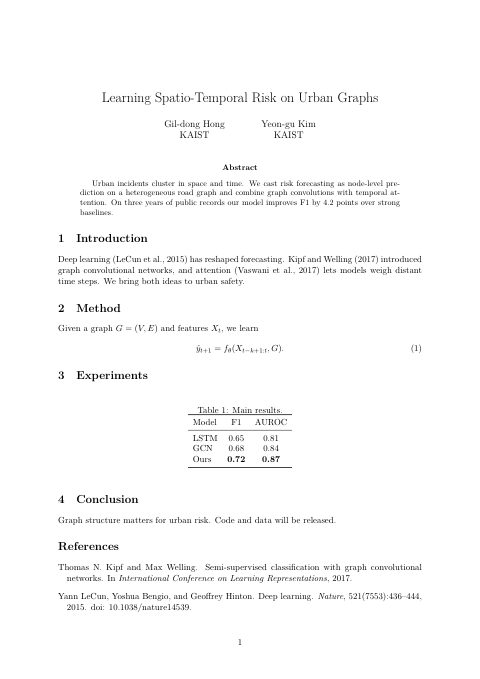 Learning Spatio-Temporal Risk on Urban Graphs
Gil-dong Hong Yeon-gu Kim
KAIST KAIST
Abstract
Urban incidents cluster in space and time. We cast risk forecasting as node-level pre-
diction on a heterogeneous road graph and combine graph convolutions with temporal at-
tention. On three years of public records our model improves F1 by 4.2 points over strong
baselines.
1 Introduction
Deep learning (LeCun et al., 2015) has reshaped forecasting. Kipf and Welling (2017) introduced
graph convolutional networks, and attention (Vaswani et al., 2017) lets models weigh distant
time steps. We bring both ideas to urban safety.
2 Method
Given a graph G = (V, E) and features X_t, we learn
ŷ_{t+1} = f_θ(X_{t−k+1:t}, G). (1)
3 Experiments
Table 1: Main results.
Model F1 AUROC
LSTM 0.65 0.81
GCN 0.68 0.84
Ours 0.72 0.87
4 Conclusion
Graph structure matters for urban risk. Code and data will be released.
References
Thomas N. Kipf and Max Welling. Semi-supervised classification with graph convolutional
networks. In International Conference on Learning Representations, 2017.
Yann LeCun, Yoshua Bengio, and Geoffrey Hinton. Deep learning. Nature, 521(7553):436–444,
2015. doi: 10.1038/nature14539.
1